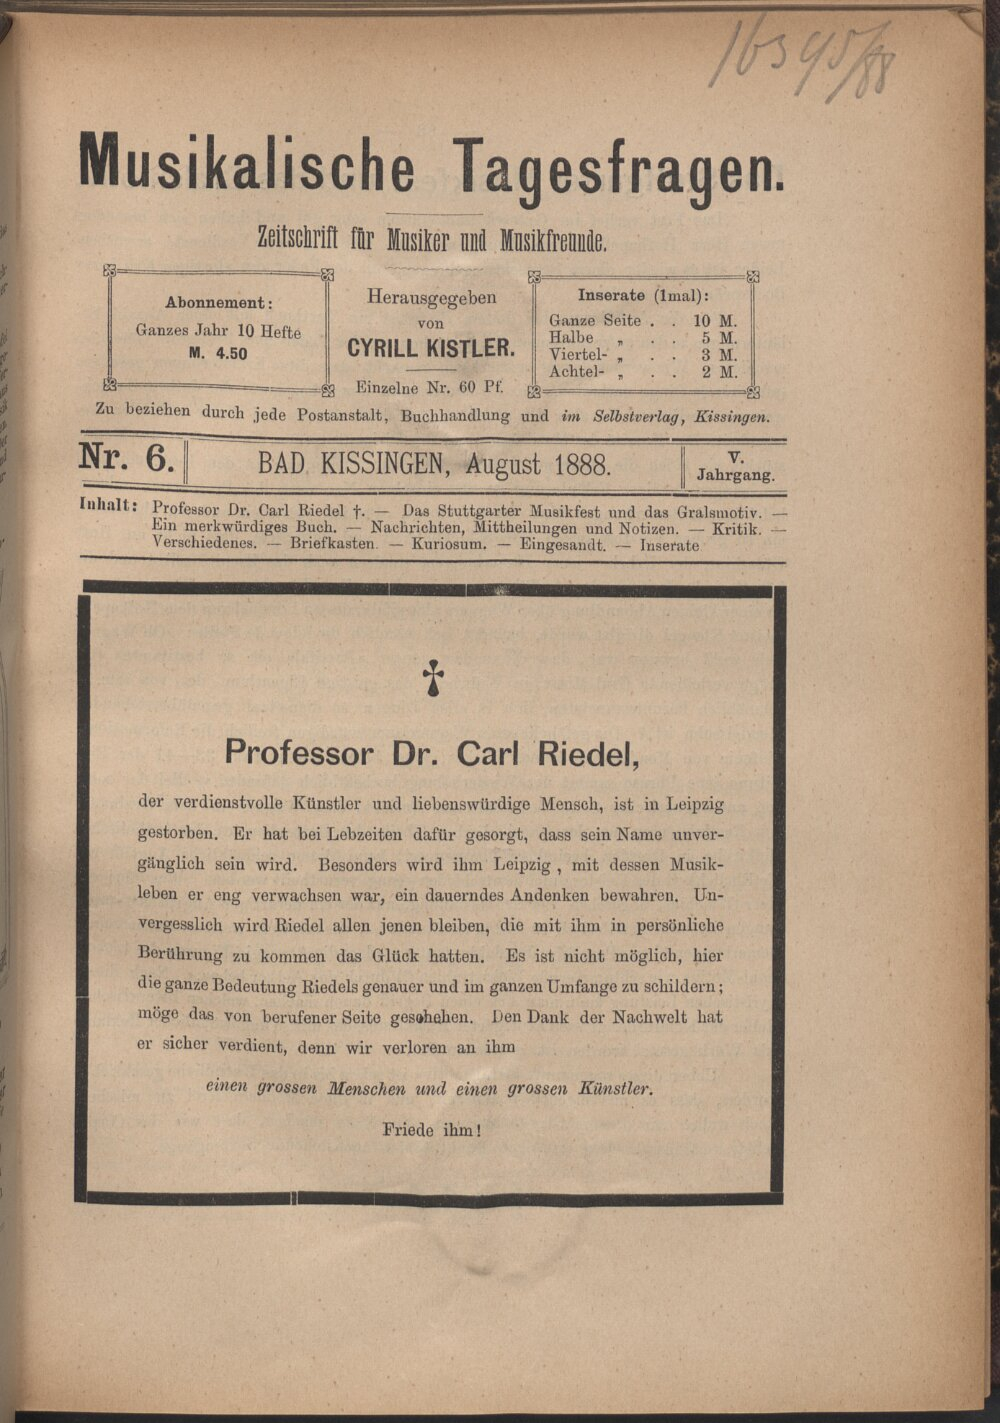 16395/88
Musikalische Tagesfragen.
Zeitschrift für Musiker und Musikfreunde.
Abonnement:
Ganzes Jahr 10 Hefte
M. 4.50
Herausgegeben
von
CYRILL KISTLER.
Einzelne Nr. 60 Pf.
Inserate (1mal):
Ganze Seite . . 10 M.
Halbe „ . . 5 M.
Viertel- „ . . 3 M.
Achtel- „ . . 2 M.
Zu beziehen durch jede Postanstalt, Buchhandlung und im Selbstverlag, Kissingen.
Nr. 6.
BAD KISSINGEN, August 1888.
V.
Jahrgang.
Inhalt: Professor Dr. Carl Riedel †. — Das Stuttgarter Musikfest und das Gralsmotiv. —
Ein merkwürdiges Buch. — Nachrichten, Mittheilungen und Notizen. — Kritik. —
Verschiedenes. — Briefkasten. — Kuriosum. — Eingesandt. — Inserate
†
Professor Dr. Carl Riedel,
der verdienstvolle Künstler und liebenswürdige Mensch, ist in Leipzig
gestorben. Er hat bei Lebzeiten dafür gesorgt, dass sein Name unver-
gänglich sein wird. Besonders wird ihm Leipzig , mit dessen Musik-
leben er eng verwachsen war, ein dauerndes Andenken bewahren. Un-
vergesslich wird Riedel allen jenen bleiben, die mit ihm in persönliche
Berührung zu kommen das Glück hatten. Es ist nicht möglich, hier
die ganze Bedeutung Riedels genauer und im ganzen Umfange zu schildern;
möge das von berufener Seite geschehen. Den Dank der Nachwelt hat
er sicher verdient, denn wir verloren an ihm
einen grossen Menschen und einen grossen Künstler.
Friede ihm!